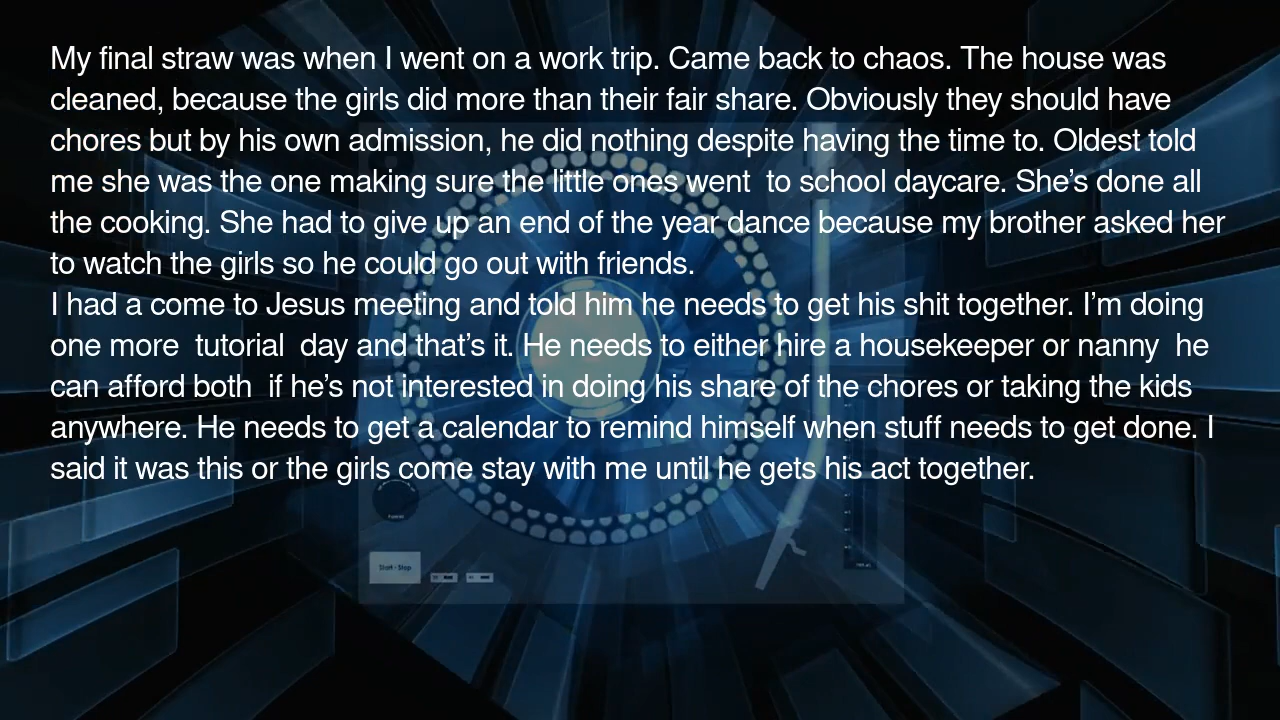 My final straw was when I went on a work trip. Came back to chaos. The house was
cleaned, because the girls did more than their fair share. Obviously they should have
chores but by his own admission, he did nothing despite having the time to. Oldest told
me she was the one making sure the little ones went  to school daycare. She’s done all
the cooking. She had to give up an end of the year dance because my brother asked her
to watch the girls so he could go out with friends.
I had a come to Jesus meeting and told him he needs to get his shit together. I’m doing
one more  tutorial  day and that’s it. He needs to either hire a housekeeper or nanny  he
can afford both  if he’s not interested in doing his share of the chores or taking the kids
anywhere. He needs to get a calendar to remind himself when stuff needs to get done. I
said it was this or the girls come stay with me until he gets his act together.
Start - Stop